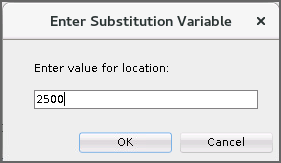 Enter Substitution Variable
Enter value for location:
2500
OK Cancel